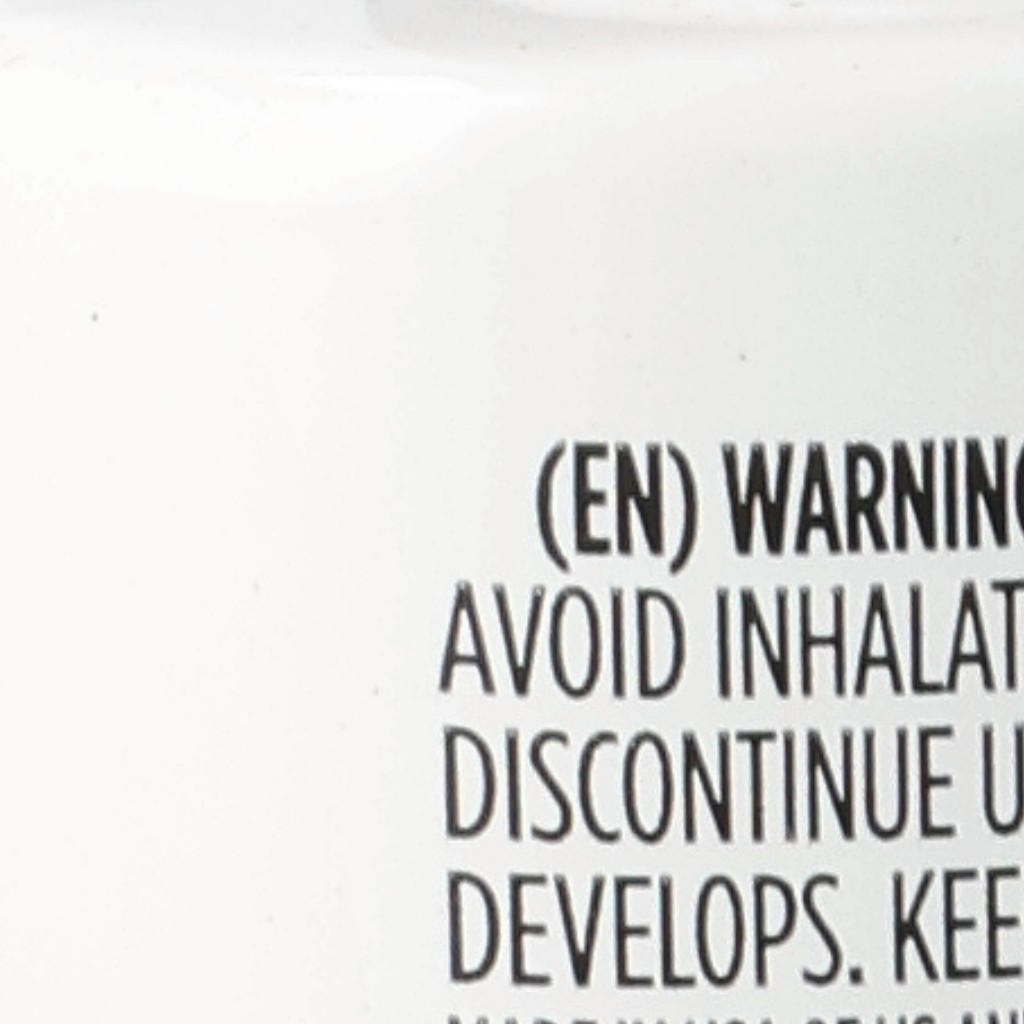 (EN) WARNING
AVOID INHALAT
DISCONTINUE U
DEVELOPS. KEE